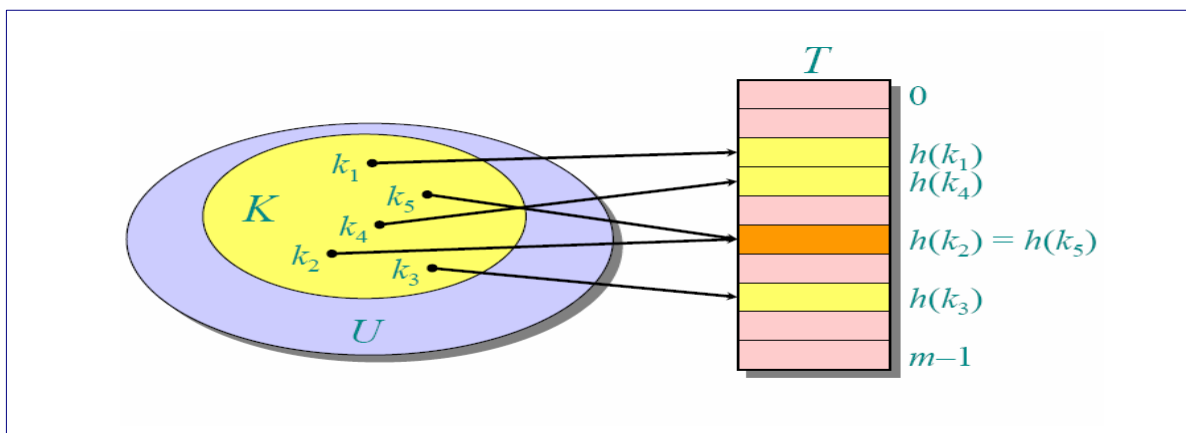 T
0
k₁
h(k₁)
k₅
h(k₄)
K
k₄
k₂
h(k₂) = h(k₅)
k₃
h(k₃)
U
m–1